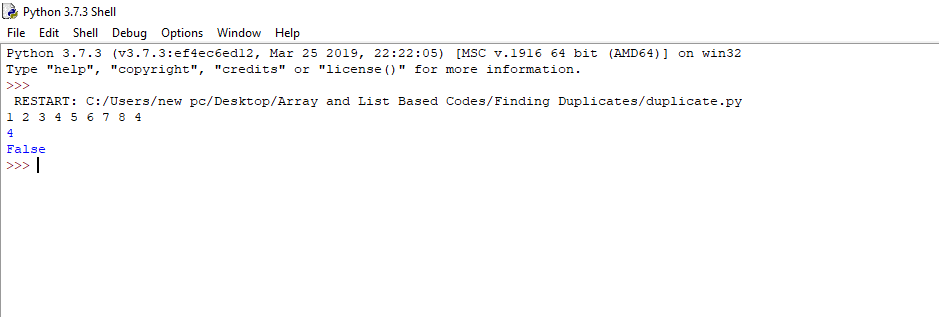 Python 3.7.3 Shell
File Edit Shell Debug Options Window Help
Python 3.7.3 (v3.7.3:ef4ec6ed12, Mar 25 2019, 22:22:05) [MSC v.1916 64 bit (AMD64)] on win32
Type "help", "copyright", "credits" or "license()" for more information.
>>>
 RESTART: C:/Users/new pc/Desktop/Array and List Based Codes/Finding Duplicates/duplicate.py
1 2 3 4 5 6 7 8 4
4
False
>>>